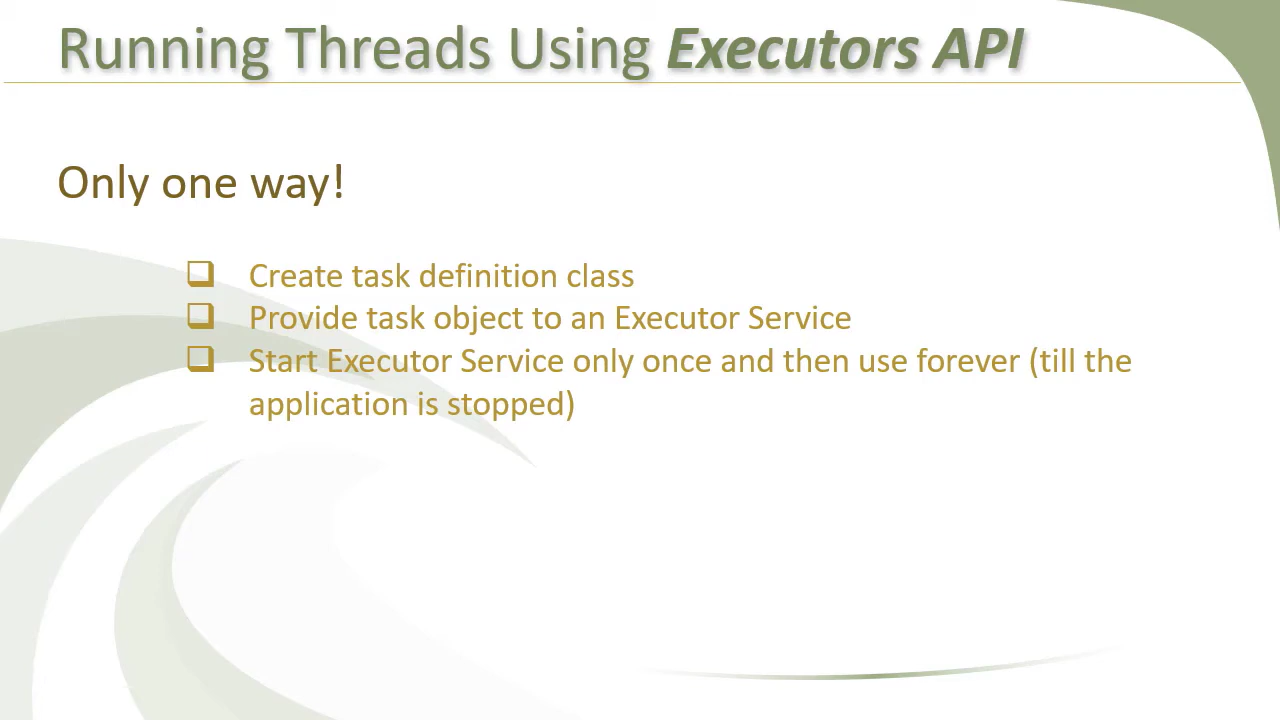 Running Threads Using Executors API
Only one way!
Create task definition class
Provide task object to an Executor Service
Start Executor Service only once and then use forever (till the
application is stopped)